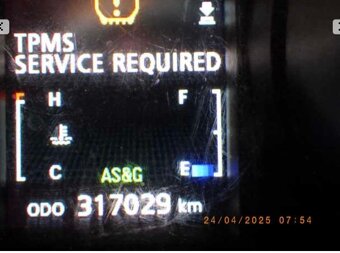 TPMS
SERVICE REQUIRED
H F
C AS&G E
ODO 317029 km
24/04/2025 07:54